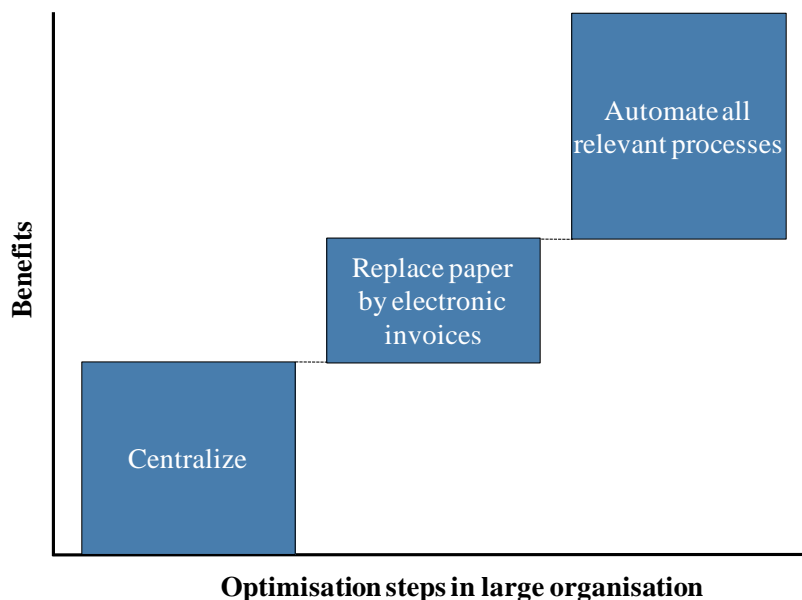 Automate all
relevant processes
Replace paper
by electronic
invoices
Centralize
Benefits
Optimisation steps in large organisation